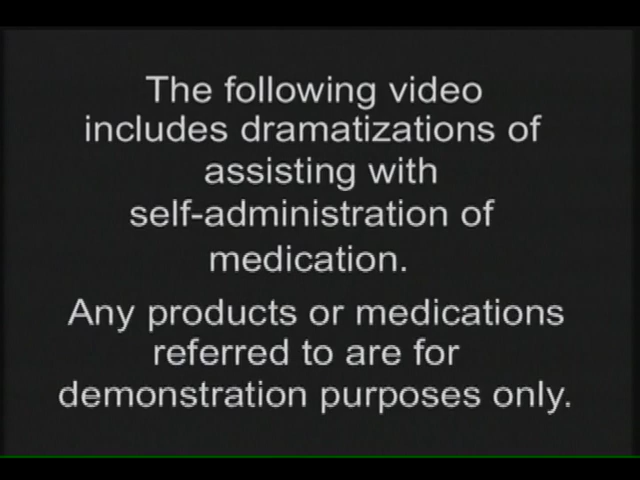 The following video
includes dramatizations of
assisting with
self-administration of
medication.
Any products or medications
referred to are for
demonstration purposes only.